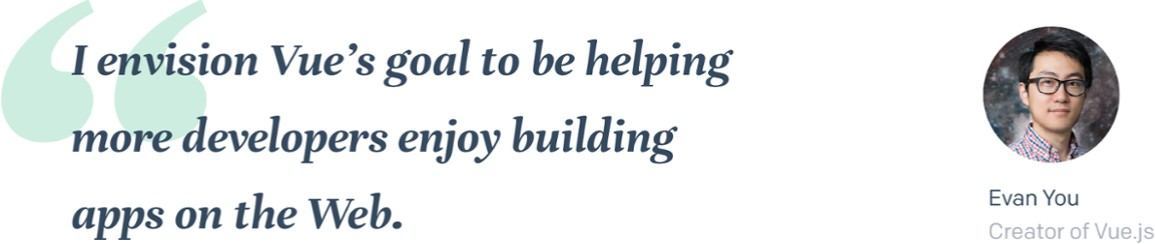 I envision Vue’s goal to be helping
more developers enjoy building
apps on the Web.
Evan You
Creator of Vue.js